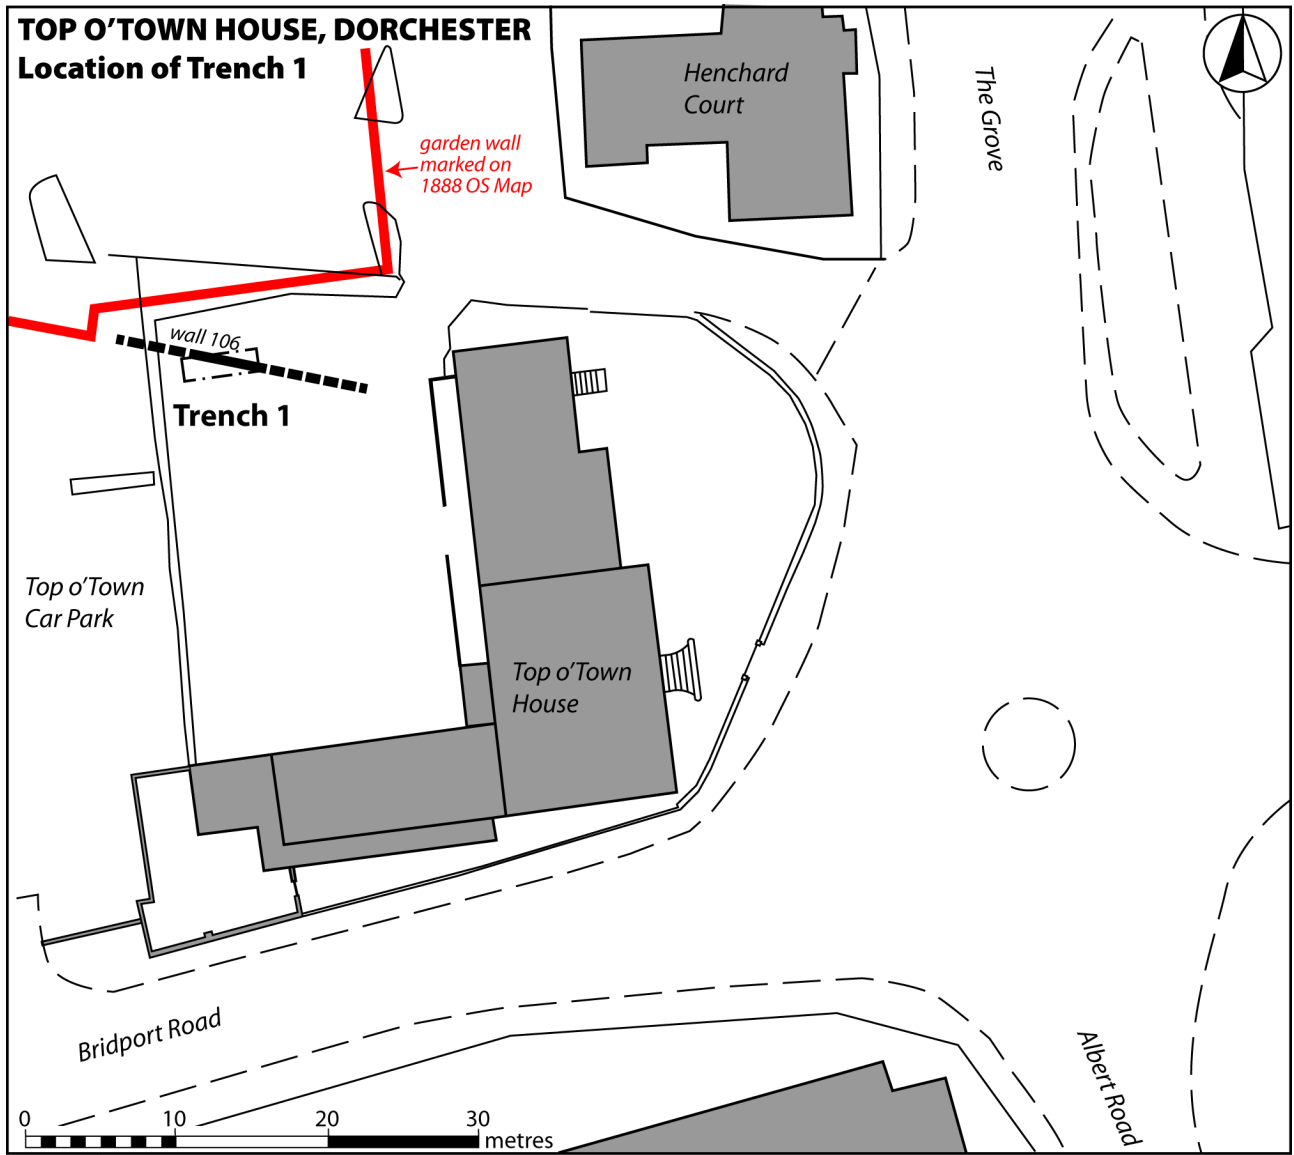 TOP O'TOWN HOUSE, DORCHESTER
Location of Trench 1
Henchard
Court
The Grove
garden wall
marked on
1888 OS Map
wall 106
Trench 1
Top o'Town
Car Park
Top o'Town
House
Bridport Road
Albert Road
0 10 20 30
metres